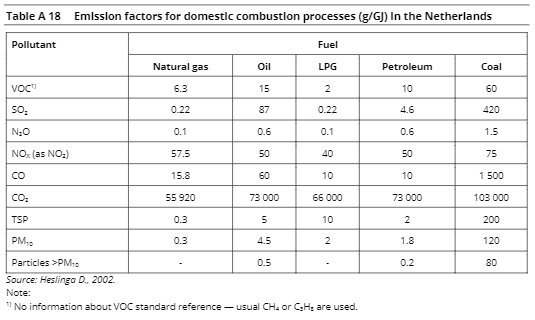 Table A 18 Emission factors for domestic combustion processes (g/GJ) in the Netherlands
Pollutant Fuel
Natural gas Oil LPG Petroleum Coal
VOC¹⁾ 6.3 15 2 10 60
SO₂ 0.22 87 0.22 4.6 420
N₂O 0.1 0.6 0.1 0.6 1.5
NOₓ (as NO₂) 57.5 50 40 50 75
CO 15.8 60 10 10 1 500
CO₂ 55 920 73 000 66 000 73 000 103 000
TSP 0.3 5 10 2 200
PM₁₀ 0.3 4.5 2 1.8 120
Particles >PM₁₀ - 0.5 - 0.2 80
Source: Heslinga D., 2002.
Note:
¹⁾ No information about VOC standard reference — usual CH₄ or C₃H₈ are used.